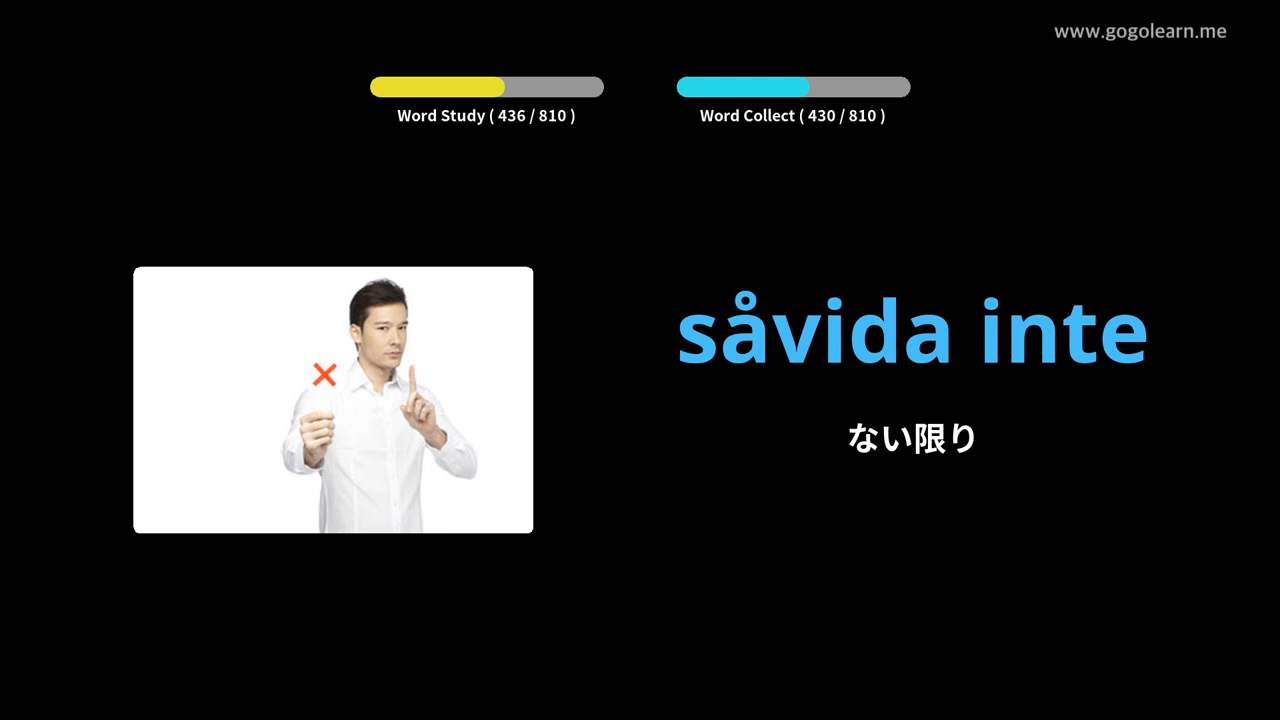 www.gogolearn.me
Word Study ( 436 / 810 )
Word Collect ( 430 / 810 )
såvida inte
ない限り